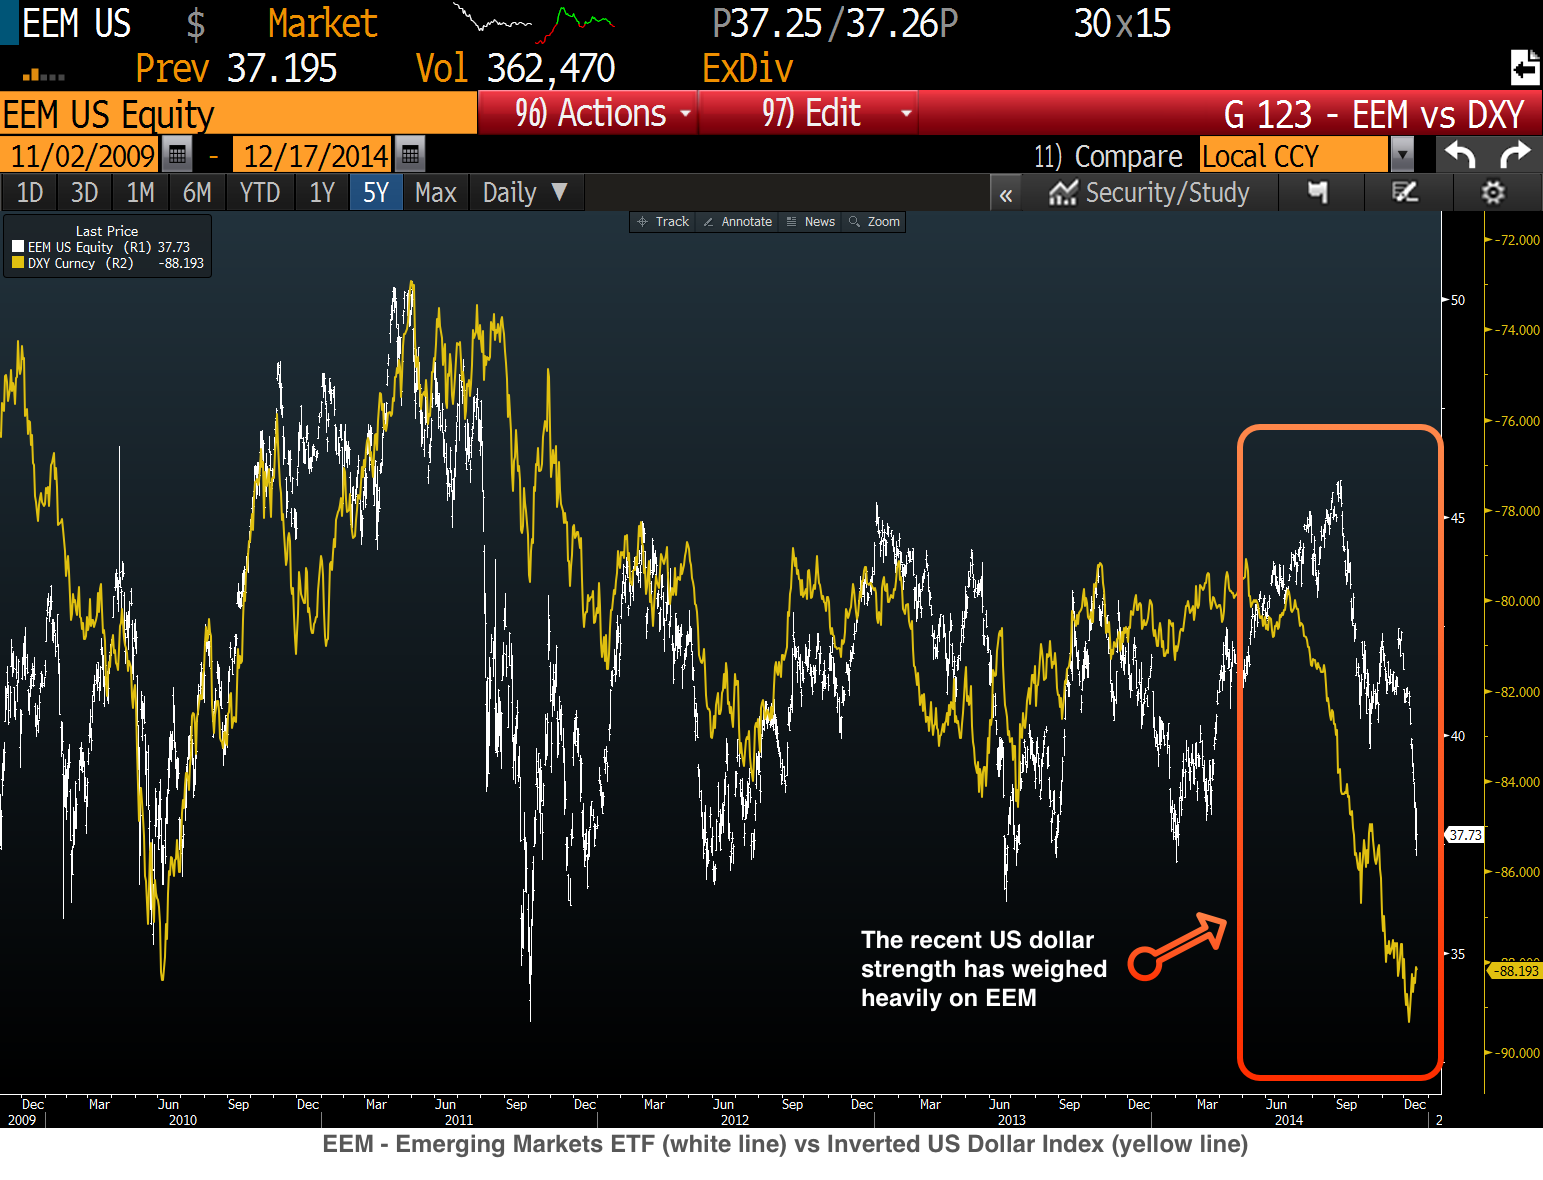 EEM US $ Market P37.25/37.26P 30x15
Prev 37.195 Vol 362,470 ExDiv
EEM US Equity 96) Actions 97) Edit G 123 - EEM vs DXY
11/02/2009 - 12/17/2014 11) Compare Local CCY
1D 3D 1M 6M YTD 1Y 5Y Max Daily ▼ « Security/Study
Track Annotate News Zoom
Last Price
EEM US Equity (R1) 37.73
DXY Curncy (R2) -88.193
-72.000
50
-74.000
-76.000
-78.000
45
-80.000
-82.000
40
-84.000
37.73
-86.000
35
-88.000
-88.193
-90.000
The recent US dollar
strength has weighed
heavily on EEM
Dec Mar Jun Sep Dec Mar Jun Sep Dec Mar Jun Sep Dec Mar Jun Sep Dec Mar Jun Sep Dec
2009 2010 2011 2012 2013 2014 2
EEM - Emerging Markets ETF (white line) vs Inverted US Dollar Index (yellow line)